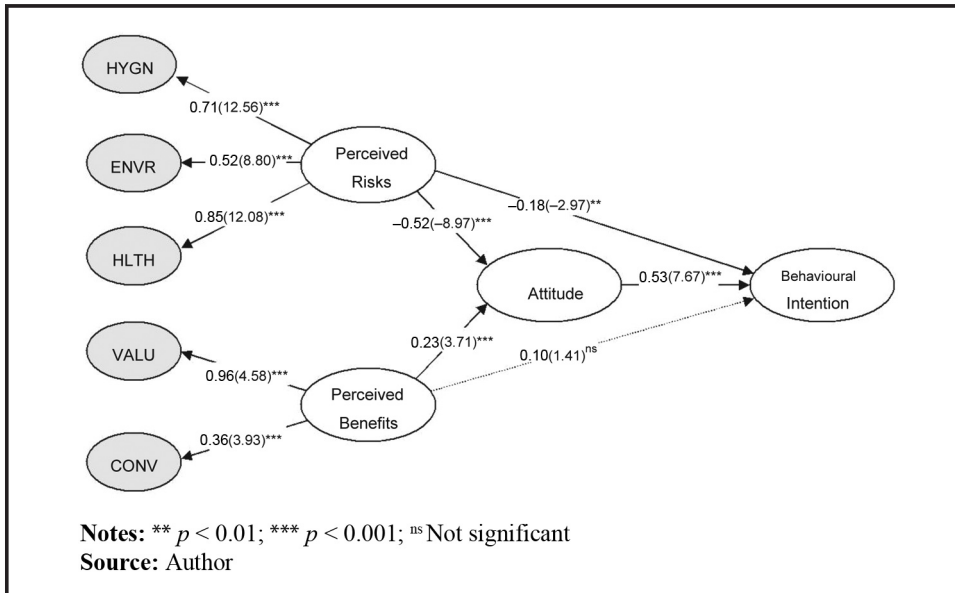 HYGN
0.71(12.56)***
ENVR
0.52(8.80)***
Perceived
Risks
0.85(12.08)***
HLTH
–0.18(–2.97)**
–0.52(–8.97)***
Attitude
0.53(7.67)***
Behavioural
Intention
VALU
0.96(4.58)***
0.23(3.71)***
0.10(1.41)ns
Perceived
Benefits
0.36(3.93)***
CONV
Notes: ** p < 0.01; *** p < 0.001; ns Not significant
Source: Author